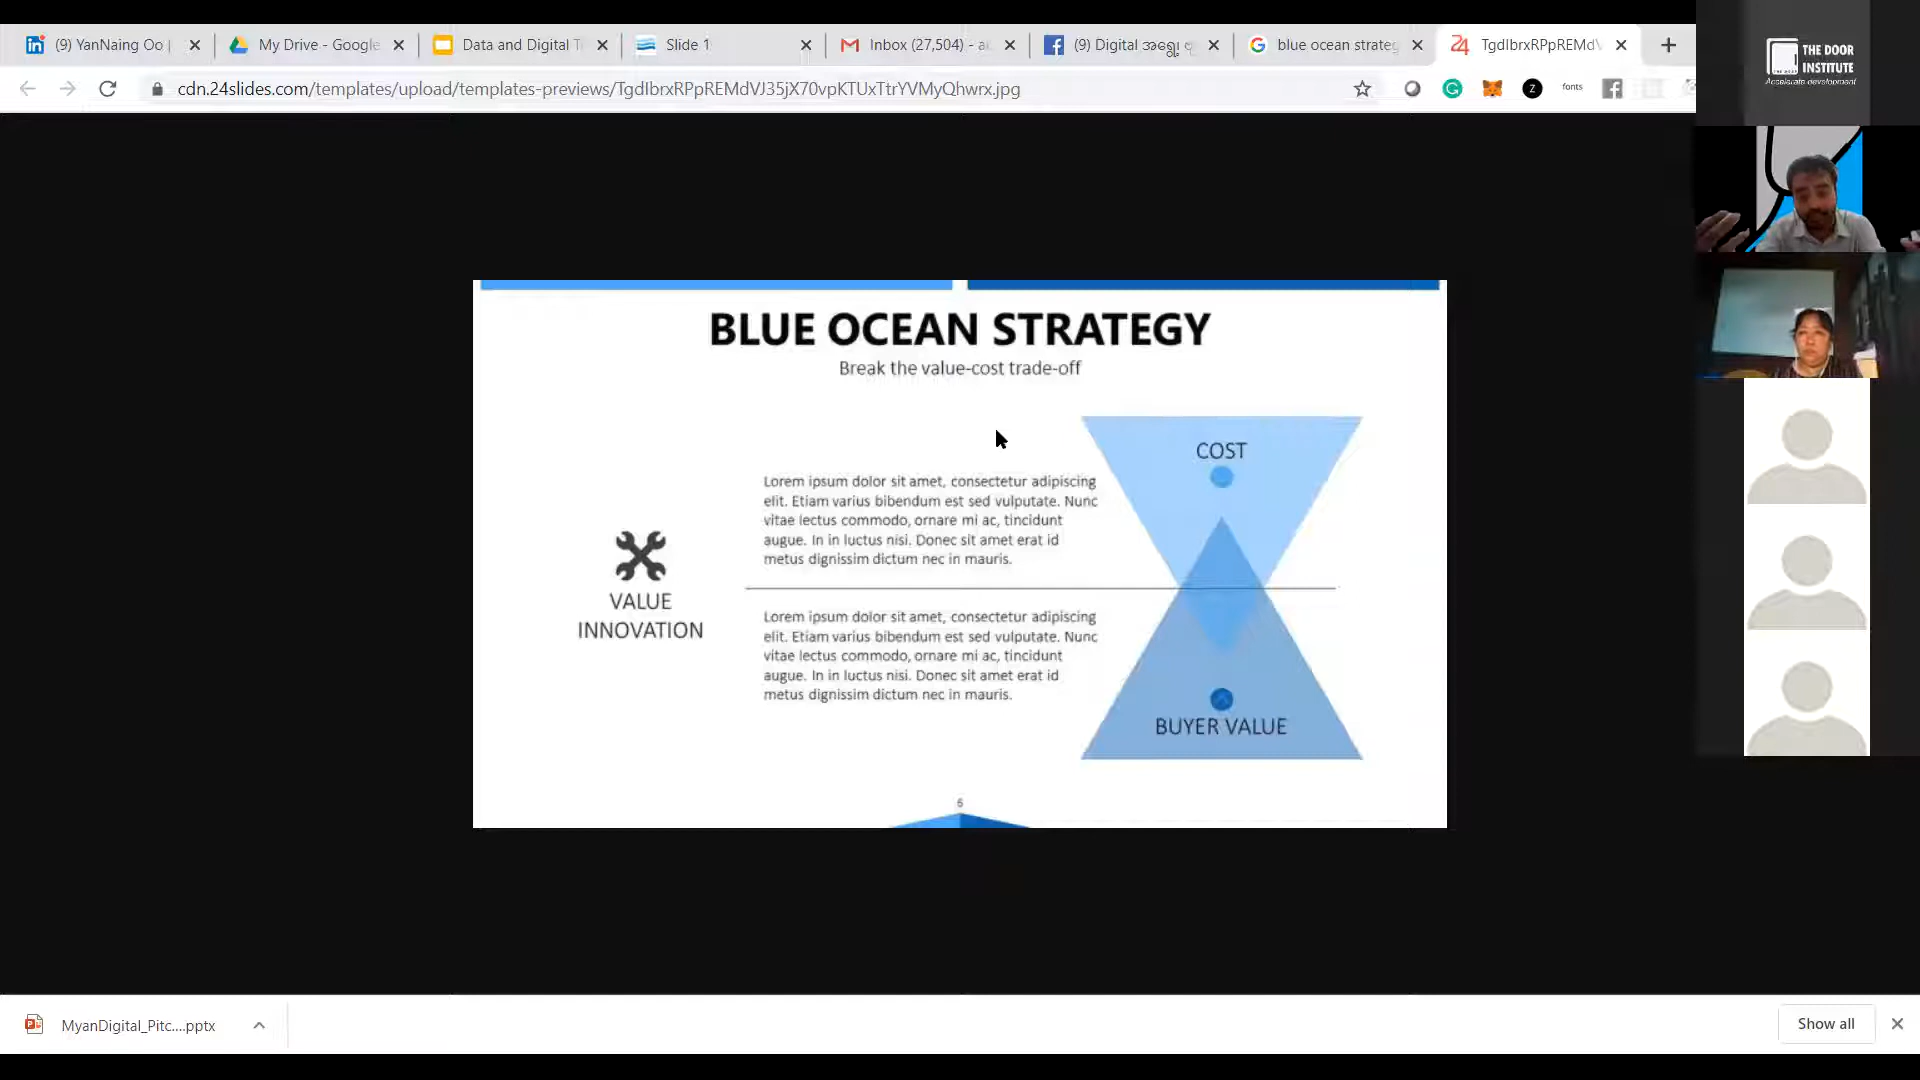 (9) YanNaing Oo |
My Drive - Google
Data and Digital T
Slide 1
Inbox (27,504) - a
(9) Digital အရှေ့
blue ocean strateg
TgdIbrxRPpREMdV
cdn.24slides.com/templates/upload/templates-previews/TgdIbrxRPpREMdVJ35jX70vpKTUxTtrYVMyQhwrx.jpg
fonts
THE DOOR
INSTITUTE
Accelerate development
BLUE OCEAN STRATEGY
Break the value-cost trade-off
COST
Lorem ipsum dolor sit amet, consectetur adipiscing
elit. Etiam varius bibendum est sed vulputate. Nunc
vitae lectus commodo, ornare mi ac, tincidunt
augue. In in luctus nisi. Donec sit amet erat id
metus dignissim dictum nec in mauris.
VALUE
INNOVATION
Lorem ipsum dolor sit amet, consectetur adipiscing
elit. Etiam varius bibendum est sed vulputate. Nunc
vitae lectus commodo, ornare mi ac, tincidunt
augue. In in luctus nisi. Donec sit amet erat id
metus dignissim dictum nec in mauris.
BUYER VALUE
6
MyanDigital_Pitc....pptx
Show all